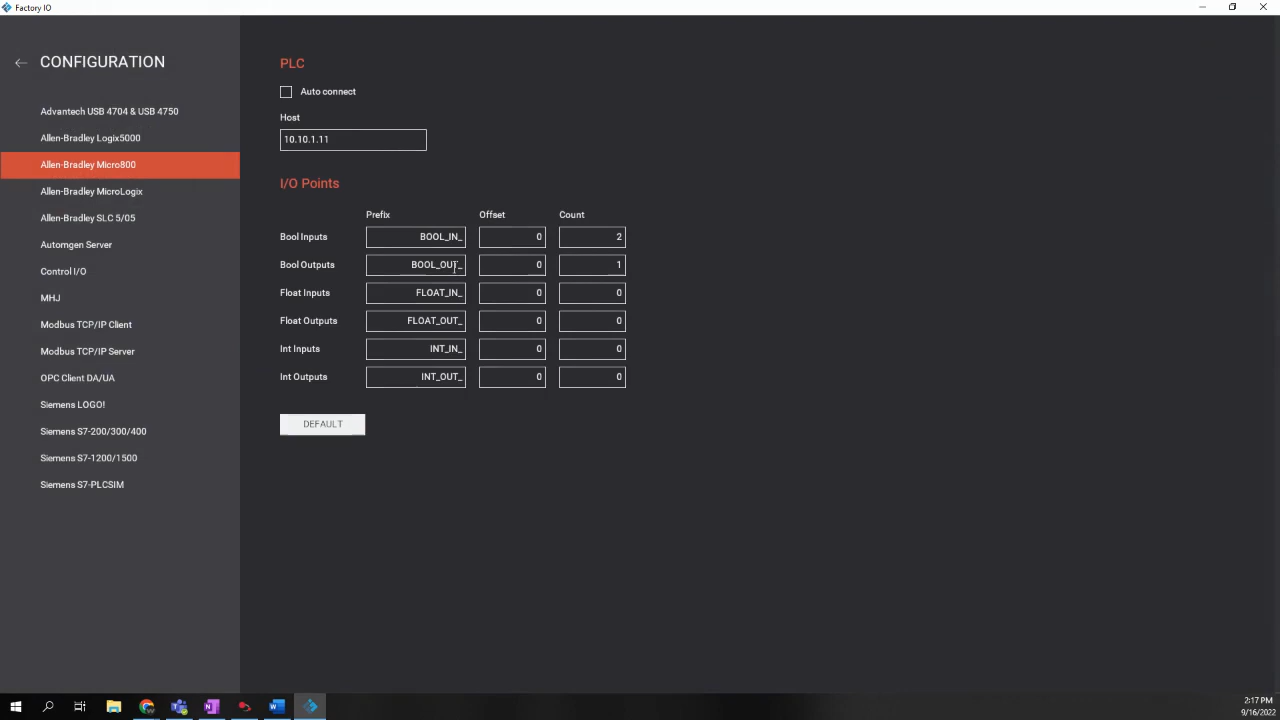 Factory IO
CONFIGURATION
Advantech USB 4704 & USB 4750
Allen-Bradley Logix5000
Allen-Bradley Micro800
Allen-Bradley MicroLogix
Allen-Bradley SLC 5/05
Automgen Server
Control I/O
MHJ
Modbus TCP/IP Client
Modbus TCP/IP Server
OPC Client DA/UA
Siemens LOGO!
Siemens S7-200/300/400
Siemens S7-1200/1500
Siemens S7-PLCSIM
PLC
Auto connect
Host
10.10.1.11
I/O Points
Prefix Offset Count
Bool Inputs BOOL_IN_ 0 2
Bool Outputs BOOL_OUT_ 0 1
Float Inputs FLOAT_IN_ 0 0
Float Outputs FLOAT_OUT_ 0 0
Int Inputs INT_IN_ 0 0
Int Outputs INT_OUT_ 0 0
DEFAULT
2:17 PM
9/16/2022